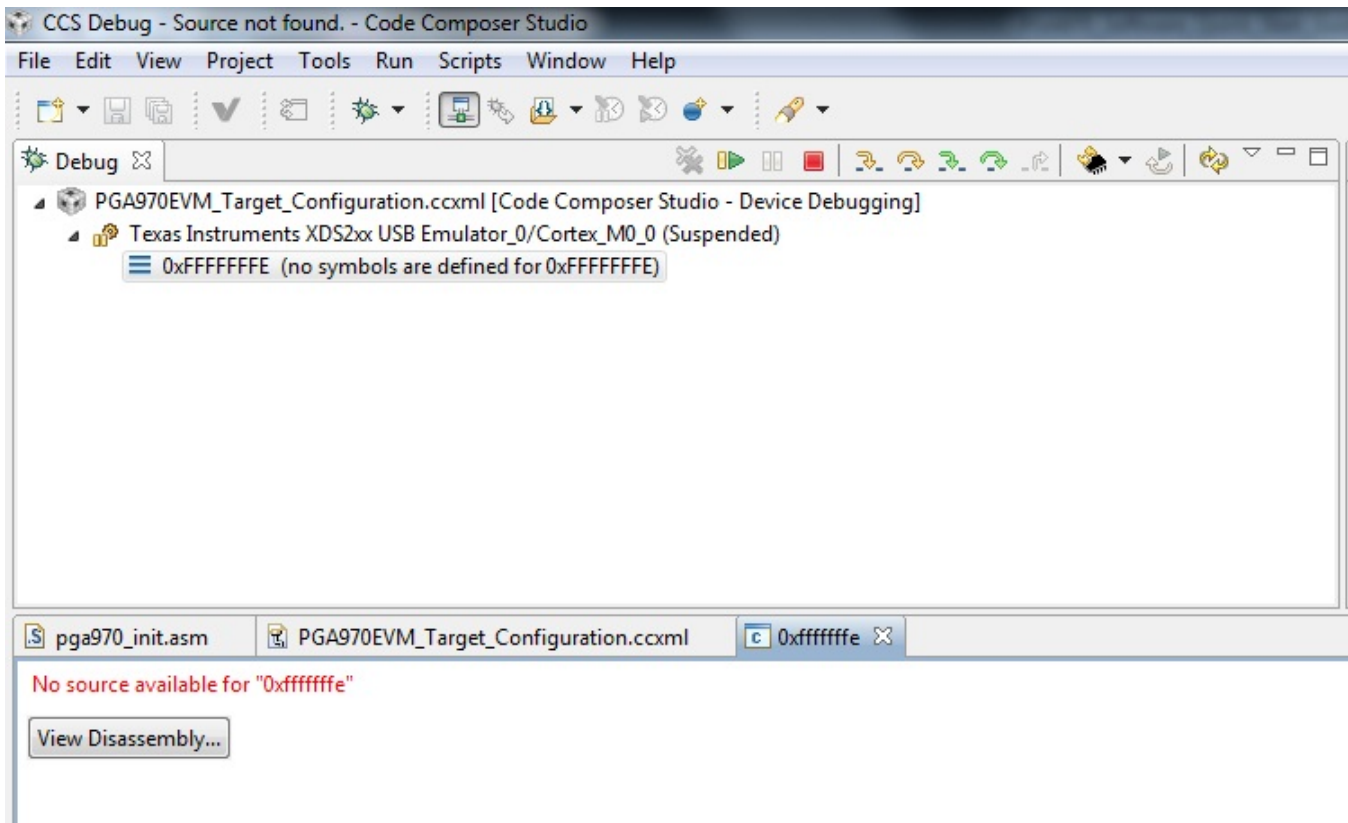 CCS Debug - Source not found. - Code Composer Studio
File Edit View Project Tools Run Scripts Window Help
Debug
PGA970EVM_Target_Configuration.ccxml [Code Composer Studio - Device Debugging]
Texas Instruments XDS2xx USB Emulator_0/Cortex_M0_0 (Suspended)
0xFFFFFFFE (no symbols are defined for 0xFFFFFFFE)
pga970_init.asm PGA970EVM_Target_Configuration.ccxml 0xfffffffe
No source available for "0xfffffffe"
View Disassembly...